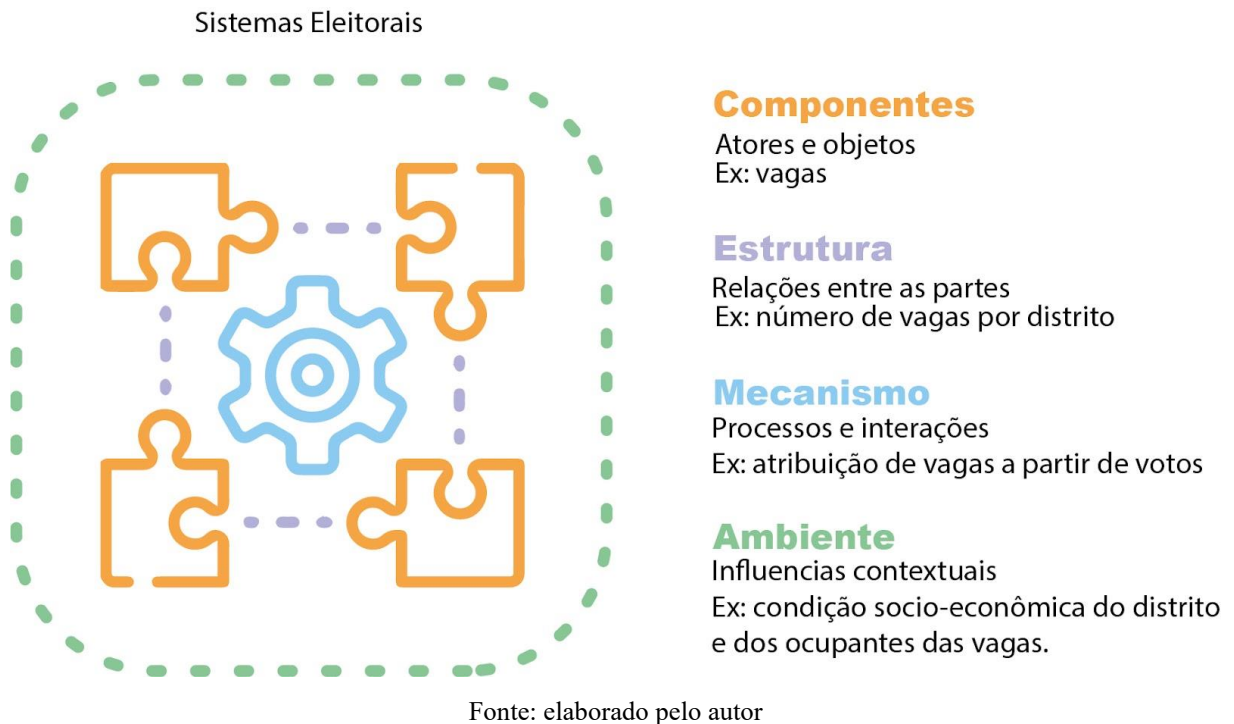 Sistemas Eleitorais
Componentes
Atores e objetos
Ex: vagas
Estrutura
Relações entre as partes
Ex: número de vagas por distrito
Mecanismo
Processos e interações
Ex: atribuição de vagas a partir de votos
Ambiente
Influencias contextuais
Ex: condição socio-econômica do distrito
e dos ocupantes das vagas.
Fonte: elaborado pelo autor